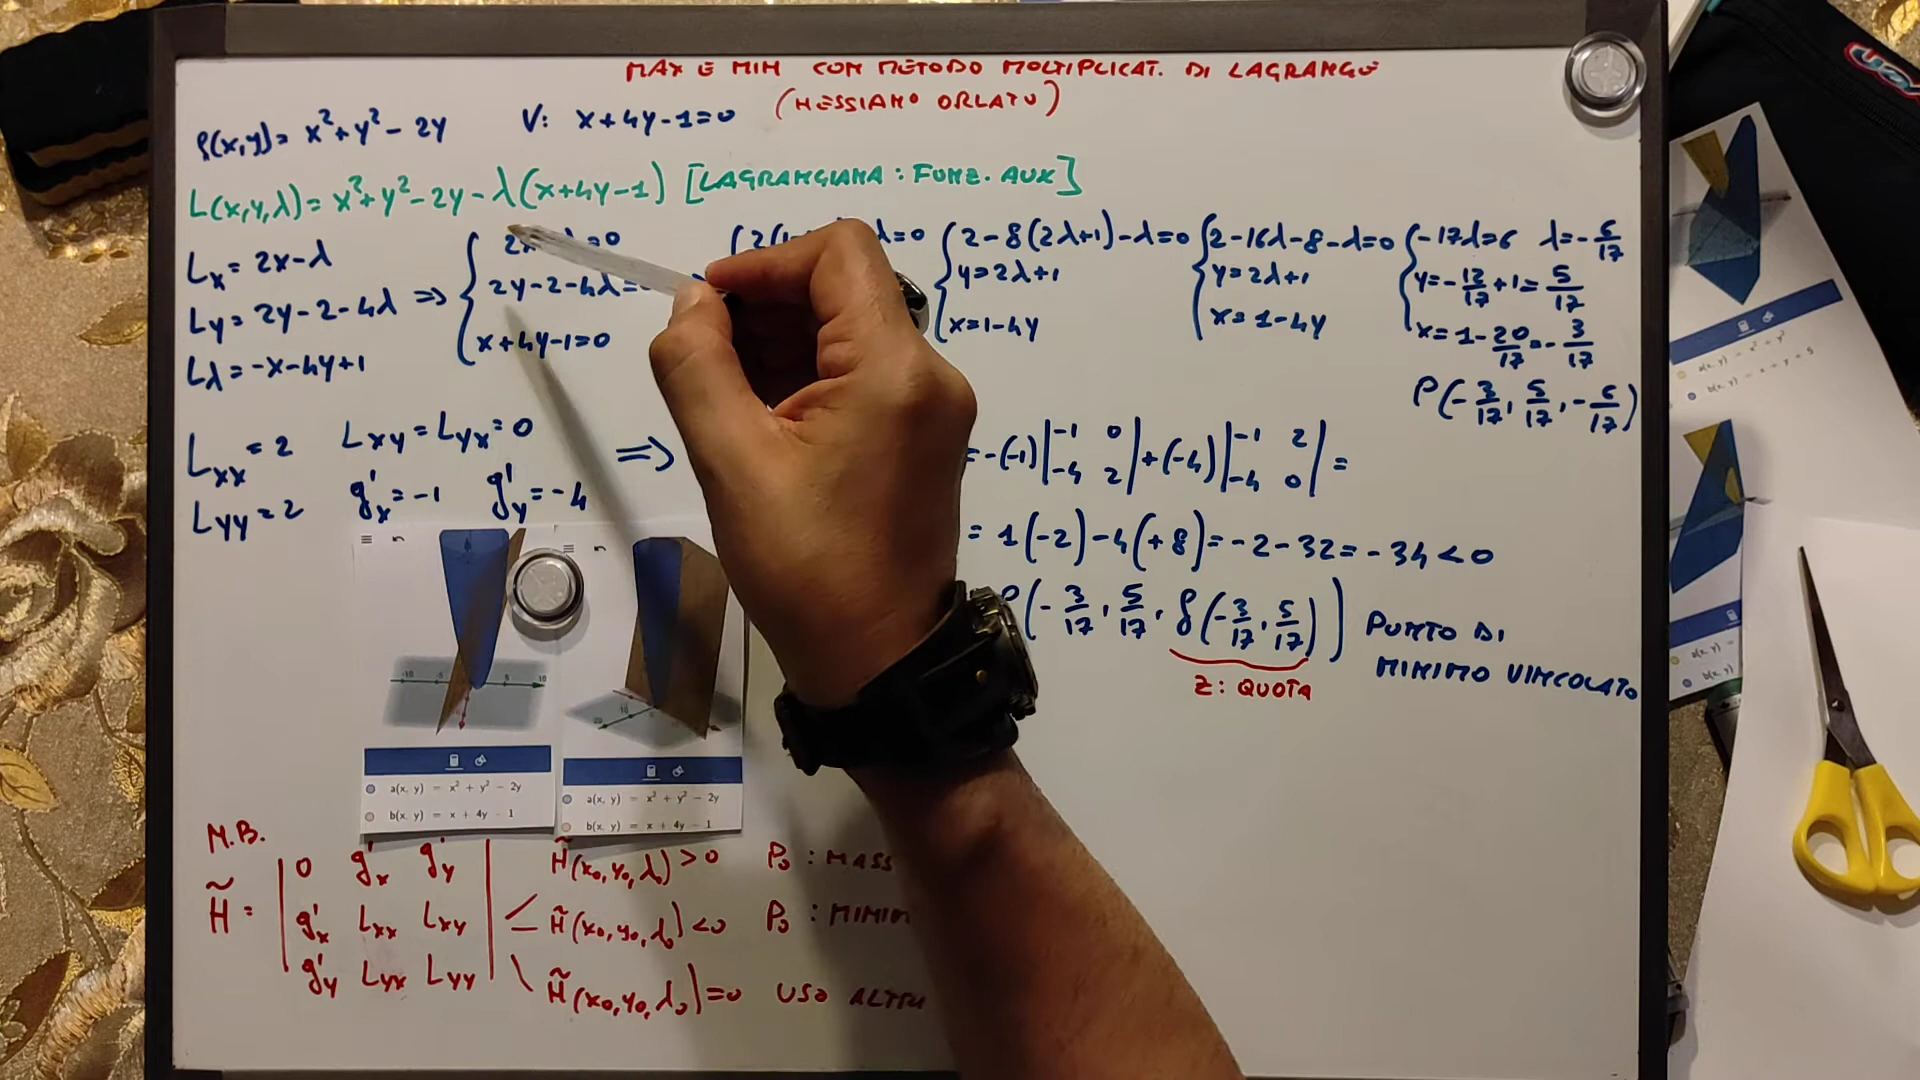 MAX E MIN CON METODO MOLTIPLICAT. DI LAGRANGE
(HESSIANO ORLATO)
f(x,y)= x²+y²-2y V: x+4y-1=0
L(x,y,λ)= x²+y²-2y-λ(x+4y-1) [LAGRANGIANA: FUNZ. AUX]
Lx= 2x-λ
Ly= 2y-2-4λ ⇒
Lλ= -x-4y+1
2y-2-4λ=
x+4y-1=0
2-8(2λ+1)-λ=0
y=2λ+1
x=1-4y
2-16λ-8-λ=0
y=2λ+1
x=1-4y
-17λ=6 λ=-6/17
y=-12/17+1=5/17
x=1-20/17=-3/17
P(-3/17, 5/17, -6/17)
Lxx=2 Lxy=Lyx=0 ⇒
Lyy=2 g'x=-1 g'y=-4
=-(-1)|-1 0; -4 2|+(-4)|-1 2; -4 0|=
= 1(-2)-4(+8)=-2-32=-34<0
P(-3/17, 5/17, f(-3/17, 5/17)) PUNTO DI
MINIMO VINCOLATO
Z: QUOTA
a(x, y) = x² + y² - 2y
b(x, y) = x + 4y - 1
a(x, y) = x² + y² - 2y
b(x, y) = x + 4y - 1
N.B.
H̃ = | 0 g'x g'y |
| g'x Lxx Lxy |
| g'y Lyx Lyy |
H̃(x₀,y₀,λ₀)>0 P₀: MASS
H̃(x₀,y₀,λ₀)<0 P₀: MINIM
H̃(x₀,y₀,λ₀)=0 USO ALTRI
a(x, y) = x² + y²
b(x, y) = x + y + 5